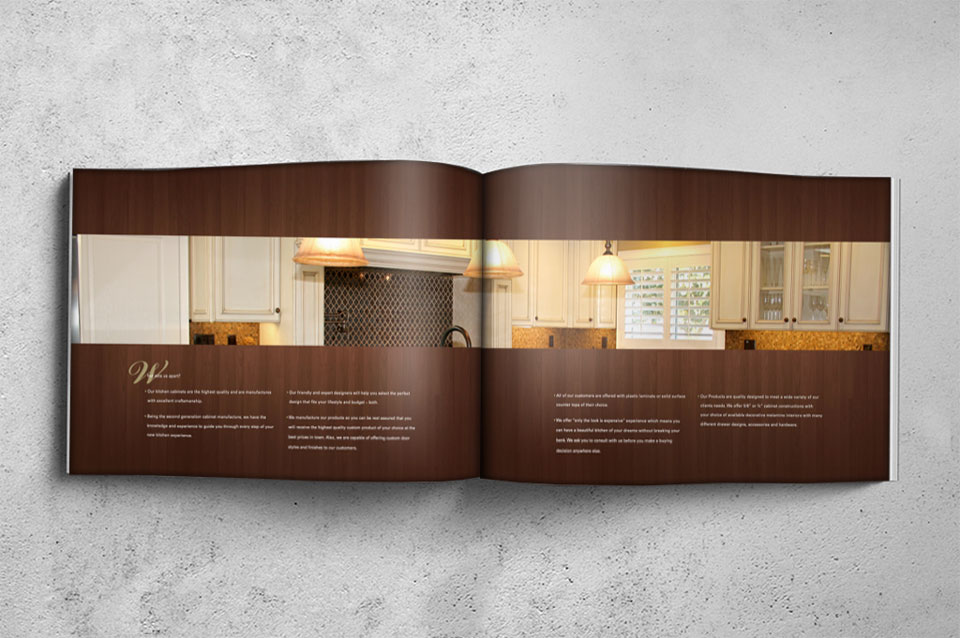 What sets us apart?
• Our kitchen cabinets are the highest quality and are manufactures
with excellent craftsmanship.
• Being the second generation cabinet manufacture, we have the
knowledge and experience to guide you through every step of your
new kitchen experience.
• Our friendly and expert designers will help you select the perfect
design that fits your lifestyle and budget - both.
• We manufacture our products so you can be rest assured that you
will receive the highest quality custom product of your choice at the
best prices in town. Also, we are capable of offering custom door
stores and finishes to our customers.
• All of our customers are offered with plastic laminate or solid surface
counter tops of their choice.
• We offer "only the look is expensive" experience which means you
can have a beautiful kitchen of your dreams without breaking your
bank. We ask you to consult with us before you make a buying
decision anywhere else.
• Our Products are quality designed to meet a wide variety of our
clients needs. We offer 5/8" or ¾" cabinet constructions with
your choice of available decorative melamine interiors with many
different drawer designs, accessories and hardware.